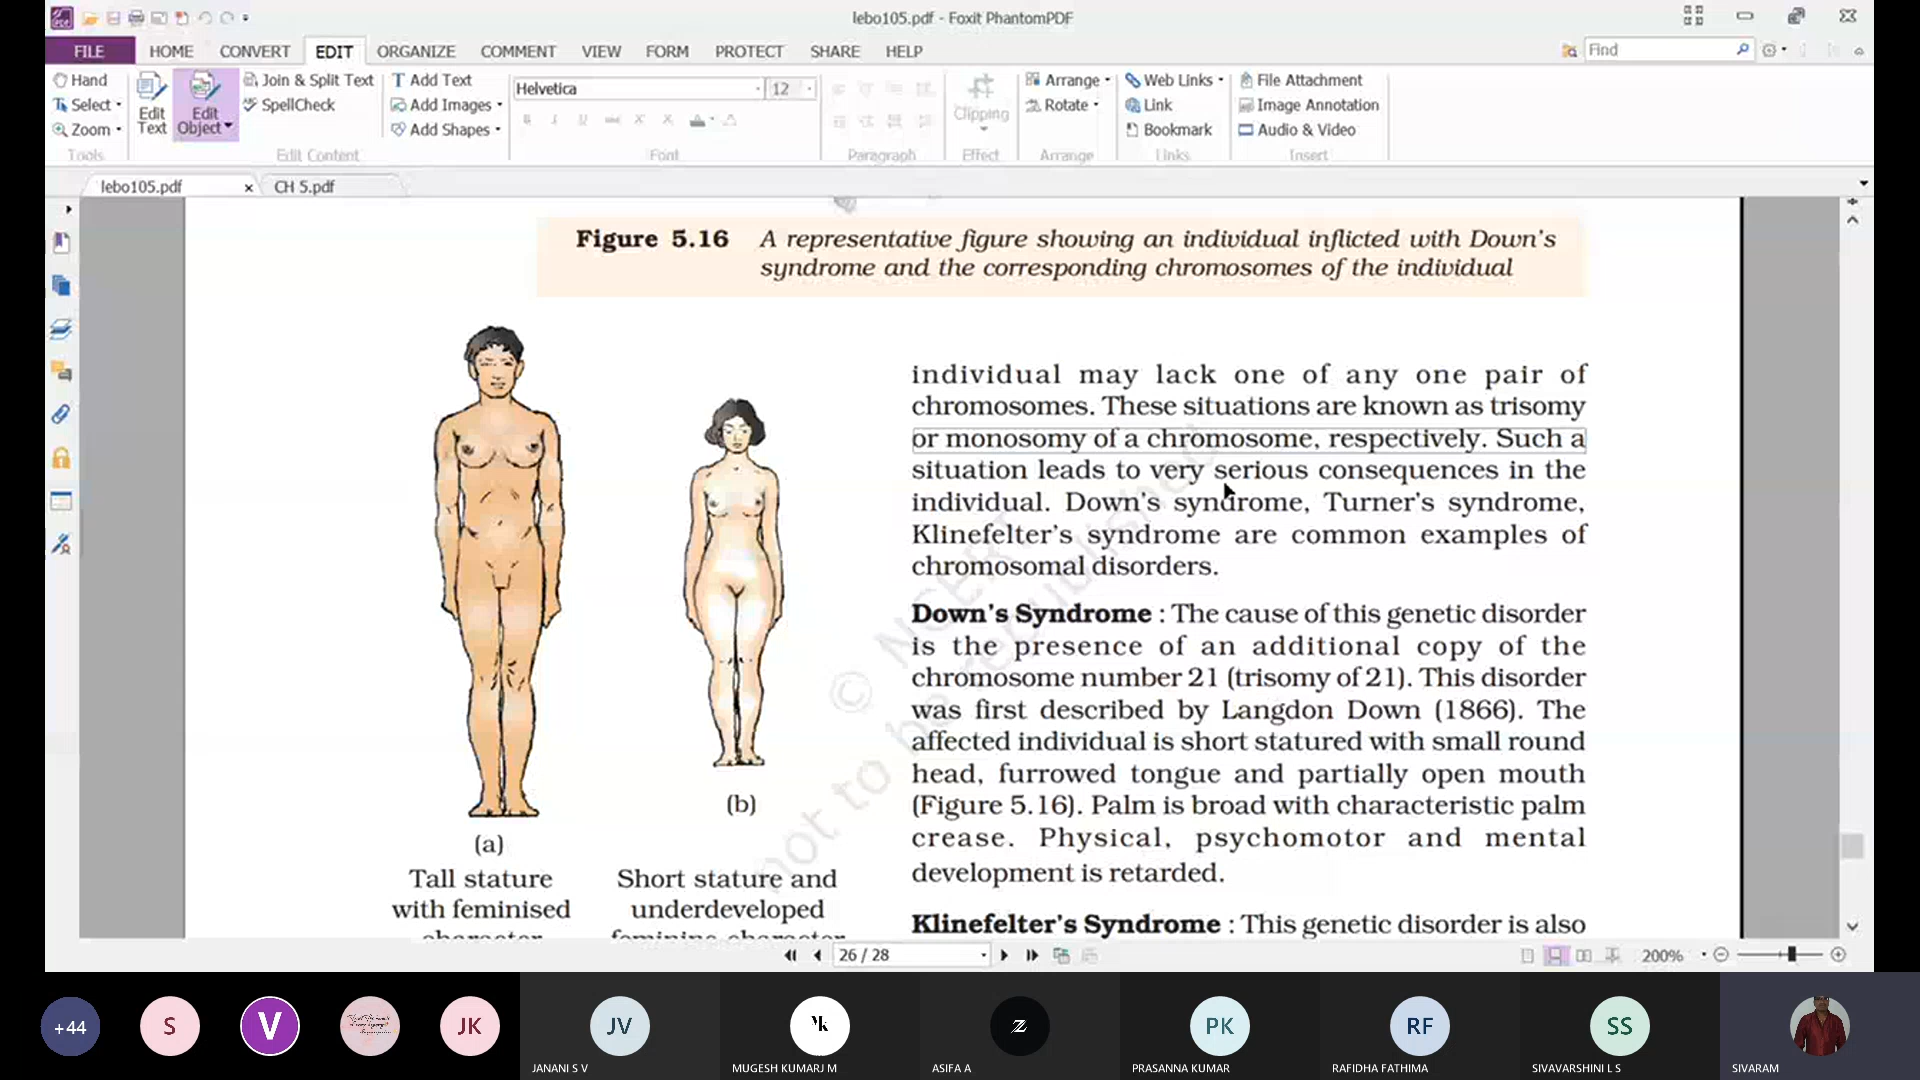 lebo105.pdf - Foxit PhantomPDF
FILE HOME CONVERT EDIT ORGANIZE COMMENT VIEW FORM PROTECT SHARE HELP
Find
Hand
Select
Zoom
Tools
Edit Text
Edit Object
Join & Split Text
SpellCheck
Edit Content
Add Text
Add Images
Add Shapes
Helvetica 12
Font
Paragraph
Clipping
Effect
Arrange
Rotate
Arrange
Web Links
Link
Bookmark
Links
File Attachment
Image Annotation
Audio & Video
Insert
lebo105.pdf CH 5.pdf
Figure 5.16 A representative figure showing an individual inflicted with Down's
syndrome and the corresponding chromosomes of the individual
(a)
Tall stature
with feminised
character
(b)
Short stature and
underdeveloped
feminine character
individual may lack one of any one pair of
chromosomes. These situations are known as trisomy
or monosomy of a chromosome, respectively. Such a
situation leads to very serious consequences in the
individual. Down's syndrome, Turner's syndrome,
Klinefelter's syndrome are common examples of
chromosomal disorders.
Down's Syndrome : The cause of this genetic disorder
is the presence of an additional copy of the
chromosome number 21 (trisomy of 21). This disorder
was first described by Langdon Down (1866). The
affected individual is short statured with small round
head, furrowed tongue and partially open mouth
(Figure 5.16). Palm is broad with characteristic palm
crease. Physical, psychomotor and mental
development is retarded.
Klinefelter's Syndrome : This genetic disorder is also
© NCERT
not to be republished
26 / 28
200%
+44
S
V
JK
JV
JANANI S V
MUGESH KUMARJ M
Z
ASIFA A
PK
PRASANNA KUMAR
RF
RAFIDHA FATHIMA
SS
SIVAVARSHINI L S
SIVARAM